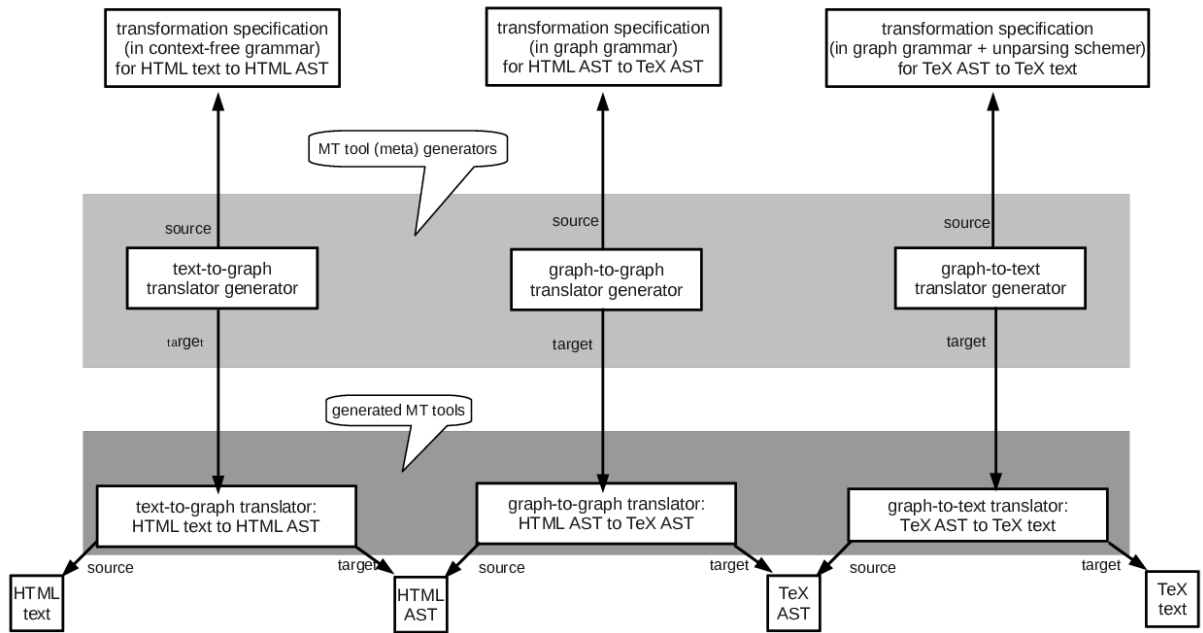 transformation specification
(in context-free grammar)
for HTML text to HTML AST
transformation specification
(in graph grammar)
for HTML AST to TeX AST
transformation specification
(in graph grammar + unparsing schemer)
for TeX AST to TeX text
MT tool (meta) generators
source
source
source
text-to-graph
translator generator
graph-to-graph
translator generator
graph-to-text
translator generator
target
target
target
generated MT tools
text-to-graph translator:
HTML text to HTML AST
graph-to-graph translator:
HTML AST to TeX AST
graph-to-text translator:
TeX AST to TeX text
source
target
source
target
source
target
HTML
text
HTML
AST
TeX
AST
TeX
text